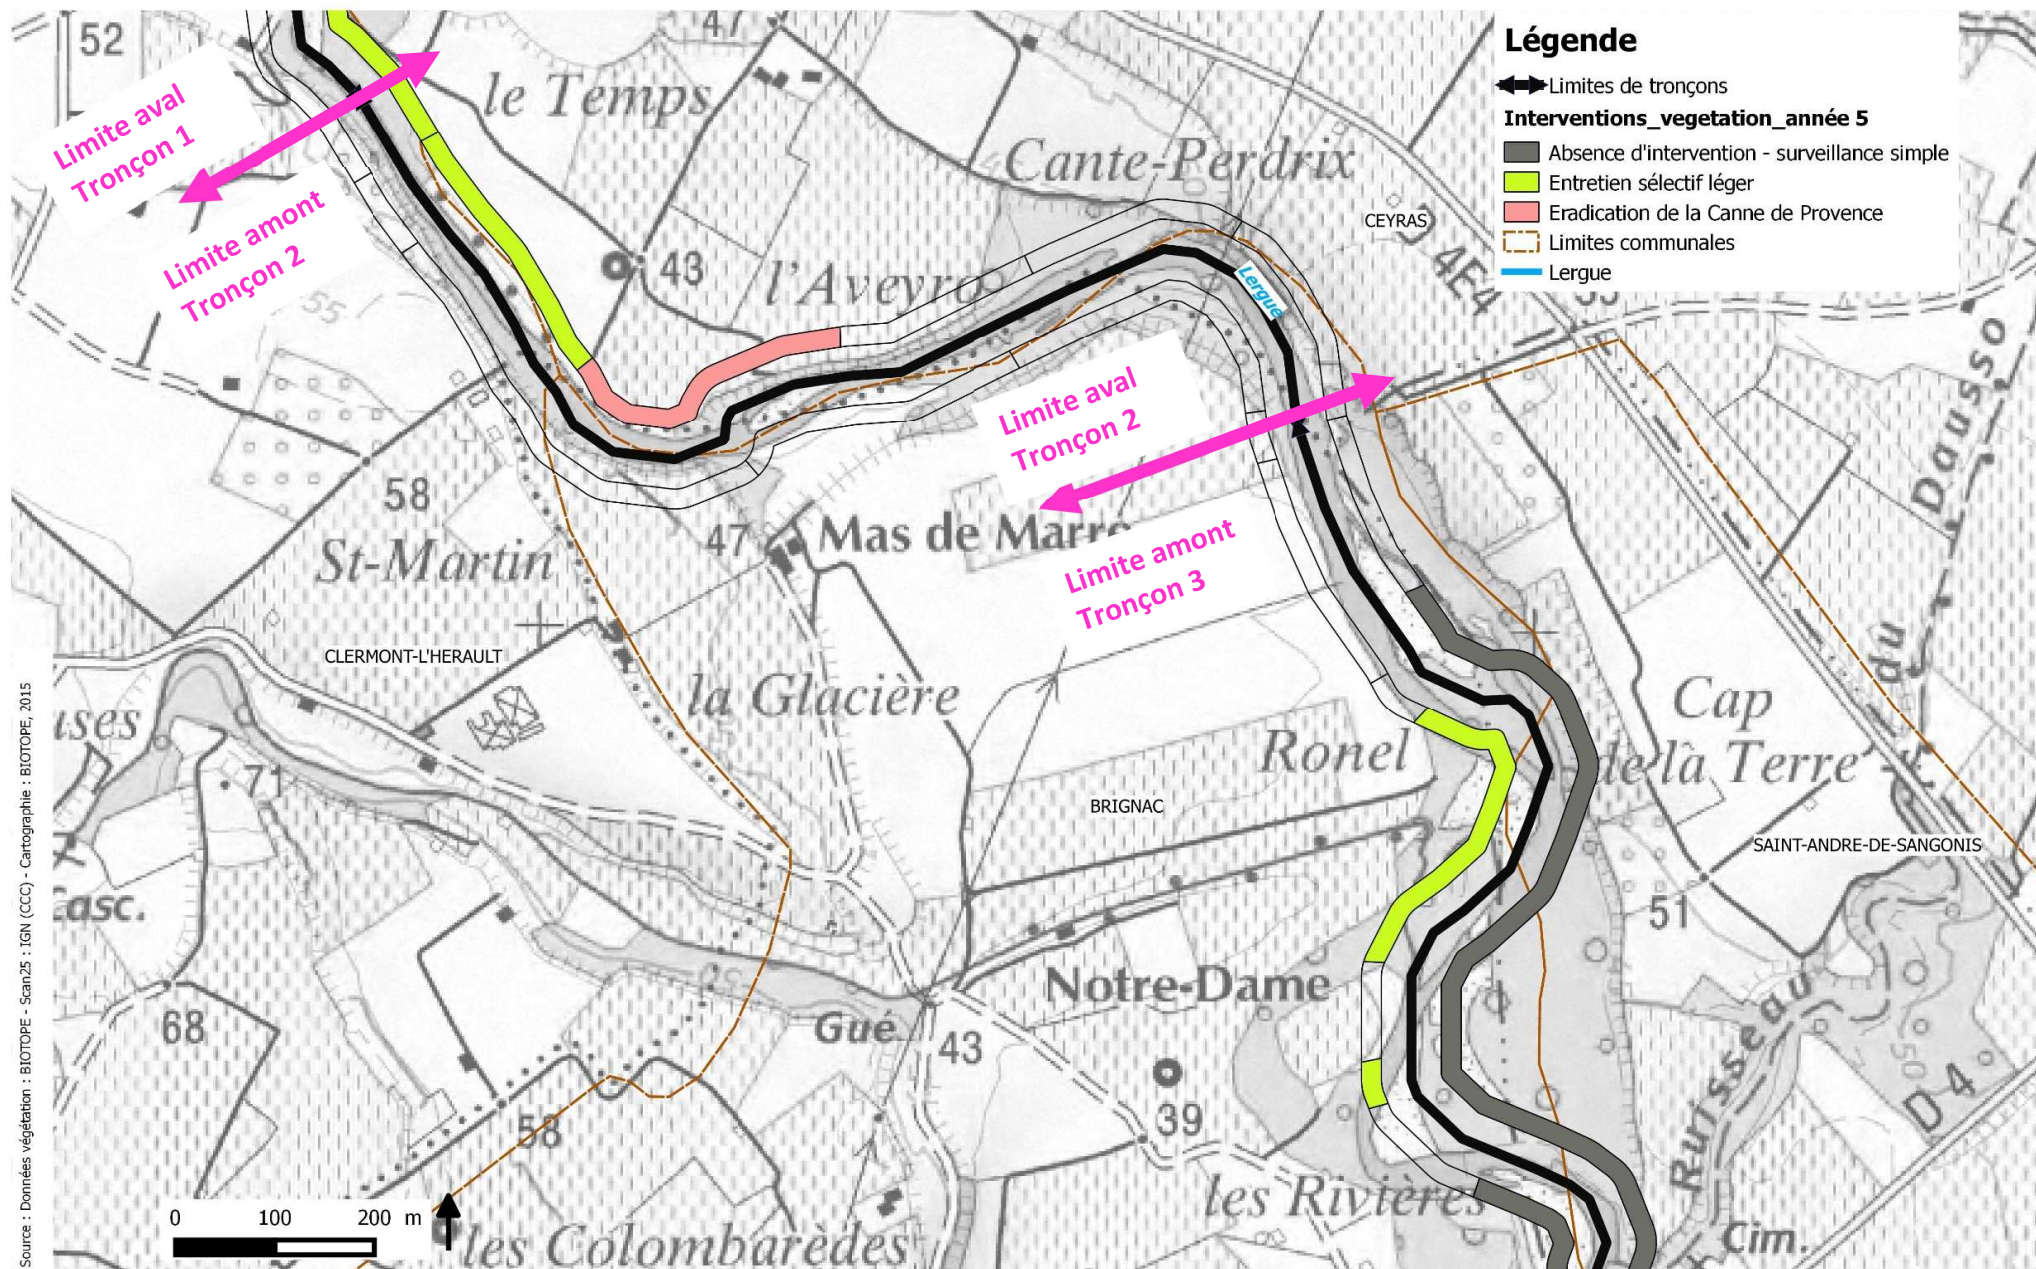 Légende
Limites de tronçons
Interventions_vegetation_année 5
Absence d'intervention - surveillance simple
Entretien sélectif léger
Eradication de la Canne de Provence
Limites communales
Lergue
52
47
le Temps
Cante-Perdrix
CEYRAS
4E4
Limite aval
Tronçon 1
Limite amont
Tronçon 2
55
43
l'Aveyro
Lergue
du Dausso
Limite aval
Tronçon 2
58
St-Martin
47
Mas de Marre
Limite amont
Tronçon 3
CLERMONT-L'HERAULT
la Glacière
Ronel
Cap
de la Terre
uses
71
BRIGNAC
SAINT-ANDRE-DE-SANGONIS
51
casc.
Notre-Dame
68
Gué
43
39
50
Ruisseau
D 4
58
les Rivières
Cim.
les Colombarèdes
0 100 200 m
Source : Données végétation : BIOTOPE - Scan25 : IGN (CCC) - Cartographie : BIOTOPE, 2015